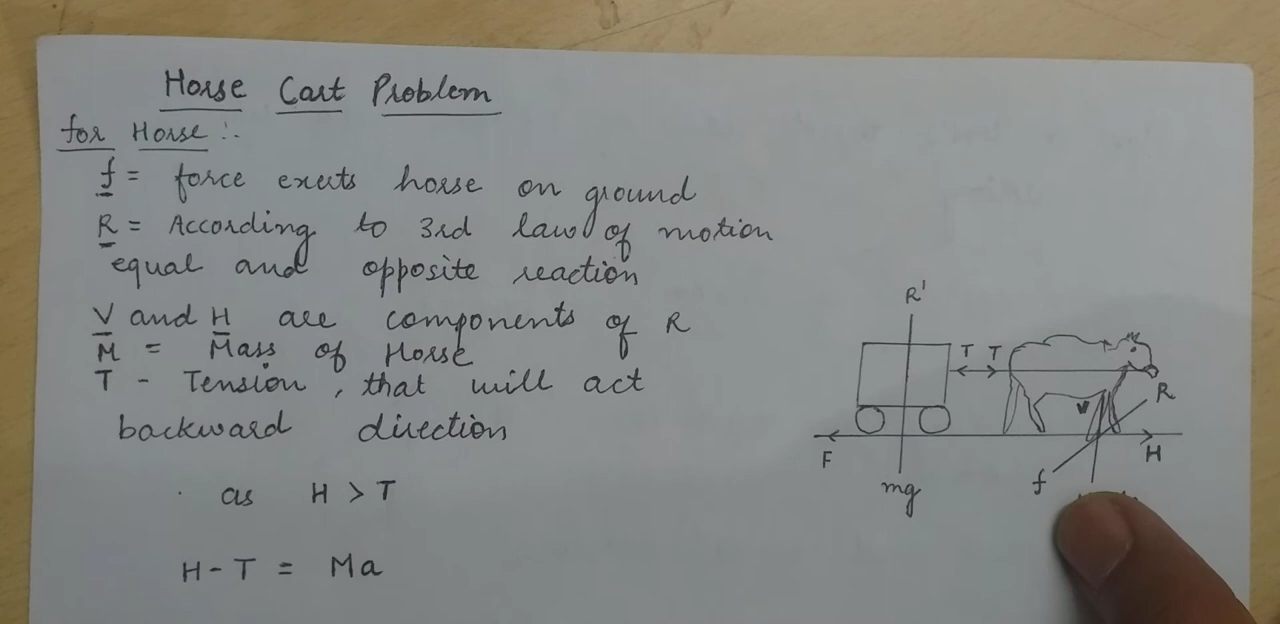 Horse Cart Problem
for Horse :-
f = force exerts horse on ground
R = According to 3rd law of motion
equal and opposite reaction
V and H are components of R
M = Mass of Horse
T - Tension, that will act
backward direction
as H > T
H - T = Ma
R'
T T
R
V
F
H
f
mg